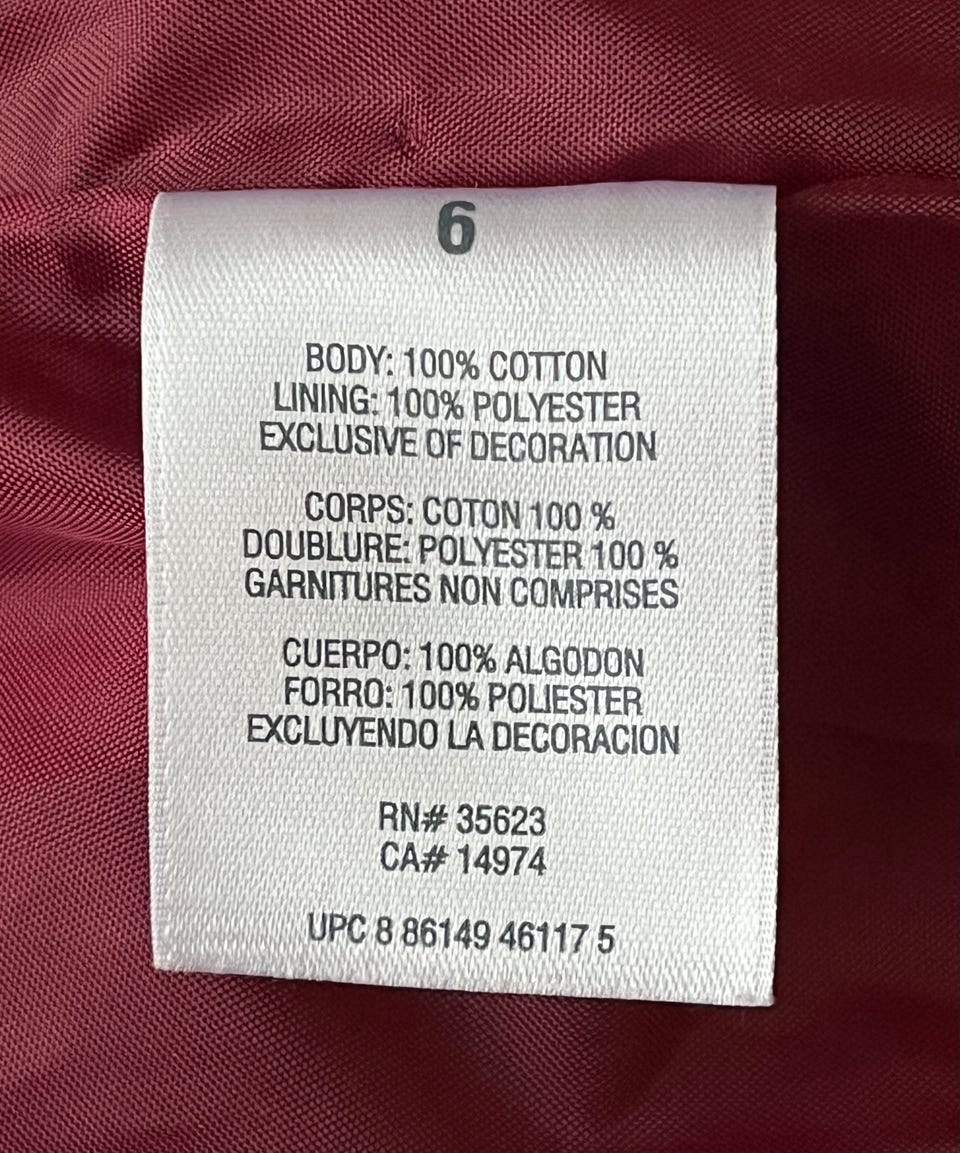 6
BODY: 100% COTTON
LINING: 100% POLYESTER
EXCLUSIVE OF DECORATION
CORPS: COTON 100 %
DOUBLURE: POLYESTER 100 %
GARNITURES NON COMPRISES
CUERPO: 100% ALGODON
FORRO: 100% POLIESTER
EXCLUYENDO LA DECORACION
RN# 35623
CA# 14974
UPC 8 86149 46117 5